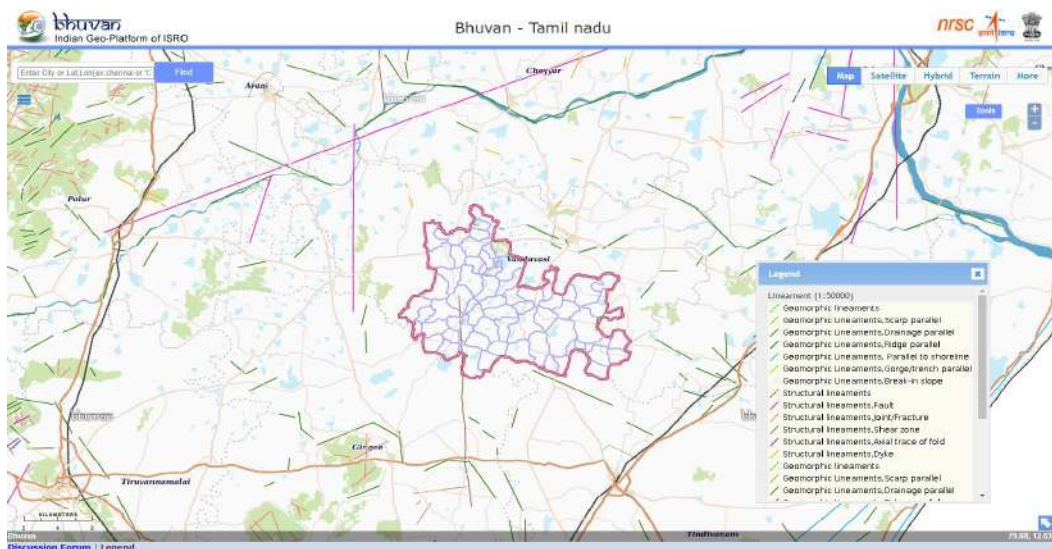 bhuvan
Indian Geo-Platform of ISRO
Bhuvan - Tamil nadu
nrsc
Find
Map Satellite Hybrid Terrain More
Tools
Arani
Cheyyar
Polur
Vandavasi
Gingee
Tiruvannamalai
Tindivanam
Legend
Lineament (1:50000)
Geomorphic lineaments
Geomorphic Lineaments,Scarp parallel
Geomorphic Lineaments,Drainage parallel
Geomorphic Lineaments,Ridge parallel
Geomorphic Lineaments, Parallel to shoreline
Geomorphic Lineaments,Gorge/trench parallel
Geomorphic Lineaments,Break-in slope
Structural lineaments
Structural lineaments,Fault
Structural lineaments,Joint/Fracture
Structural lineaments,Shear zone
Structural lineaments,Axial trace of fold
Structural lineaments,Dyke
Geomorphic lineaments
Geomorphic Lineaments,Scarp parallel
Geomorphic Lineaments,Drainage parallel
KILOMETERS
Bhuvan
Discussion Forum | Legend